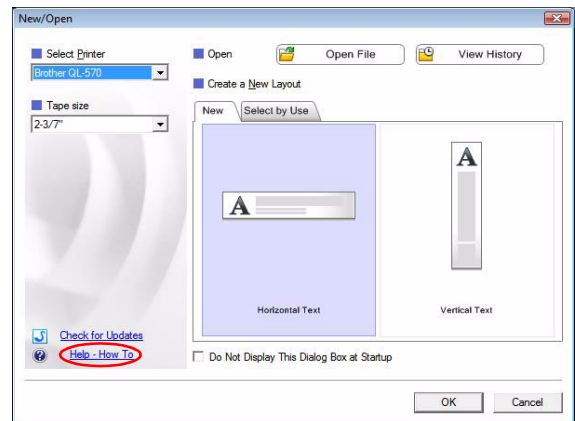 New/Open
Select Printer
Brother QL-570
Tape size
2-3/7"
Check for Updates
Help - How To
Open
Open File
View History
Create a New Layout
New
Select by Use
A
Horizontal Text
A
Vertical Text
Do Not Display This Dialog Box at Startup
OK
Cancel